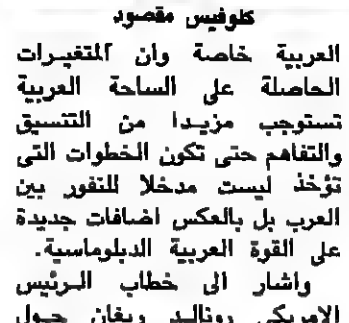 كلوفيس مقصود
العربية خاصة وان المتغيرات
الحاصلة على الساحة العربية
تستوجب مزيدا من التنسيق
والتفاهم حتى تكون الخطوات التي
تؤخذ ليست مدخلا للنفور بين
العرب بل بالعكس اضافات جديدة
على القوة العربية الدبلوماسية.
واشار الى خطاب الرئيس
الامريكي رونالد ريغان حول